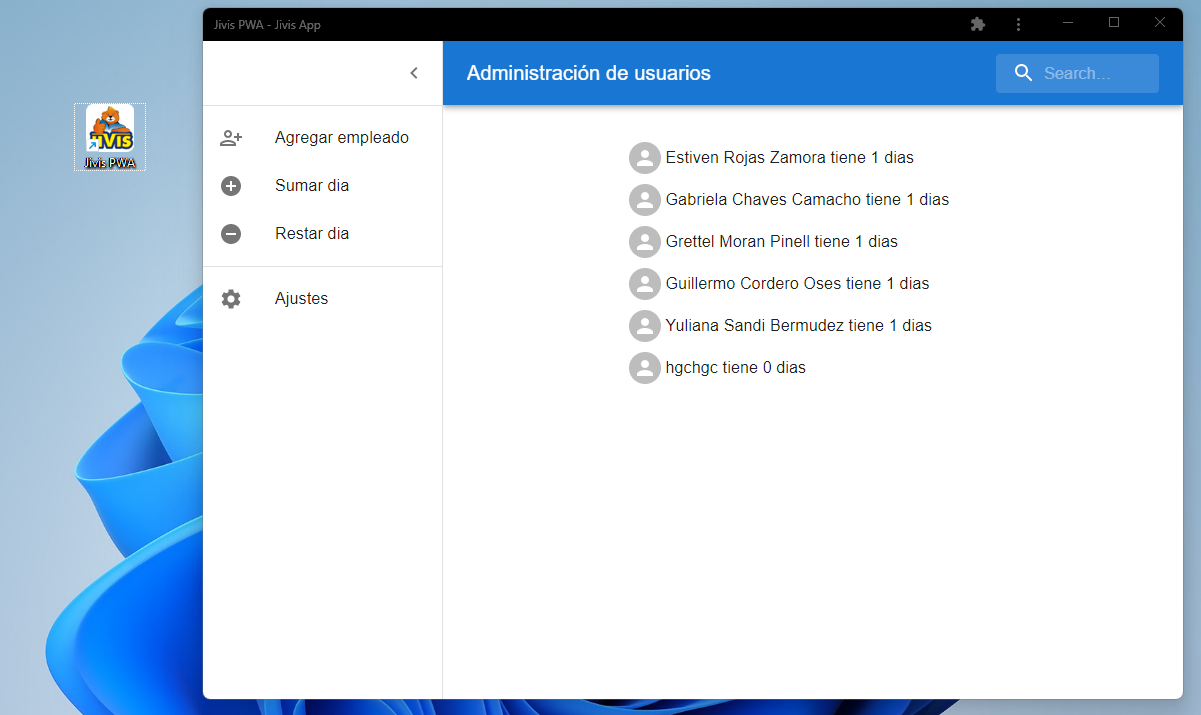 Jivis PWA - Jivis App
JIVIS
Jivis PWA
Administración de usuarios
Search…
Agregar empleado
Sumar dia
Restar dia
Ajustes
Estiven Rojas Zamora tiene 1 dias
Gabriela Chaves Camacho tiene 1 dias
Grettel Moran Pinell tiene 1 dias
Guillermo Cordero Oses tiene 1 dias
Yuliana Sandi Bermudez tiene 1 dias
hgchgc tiene 0 dias